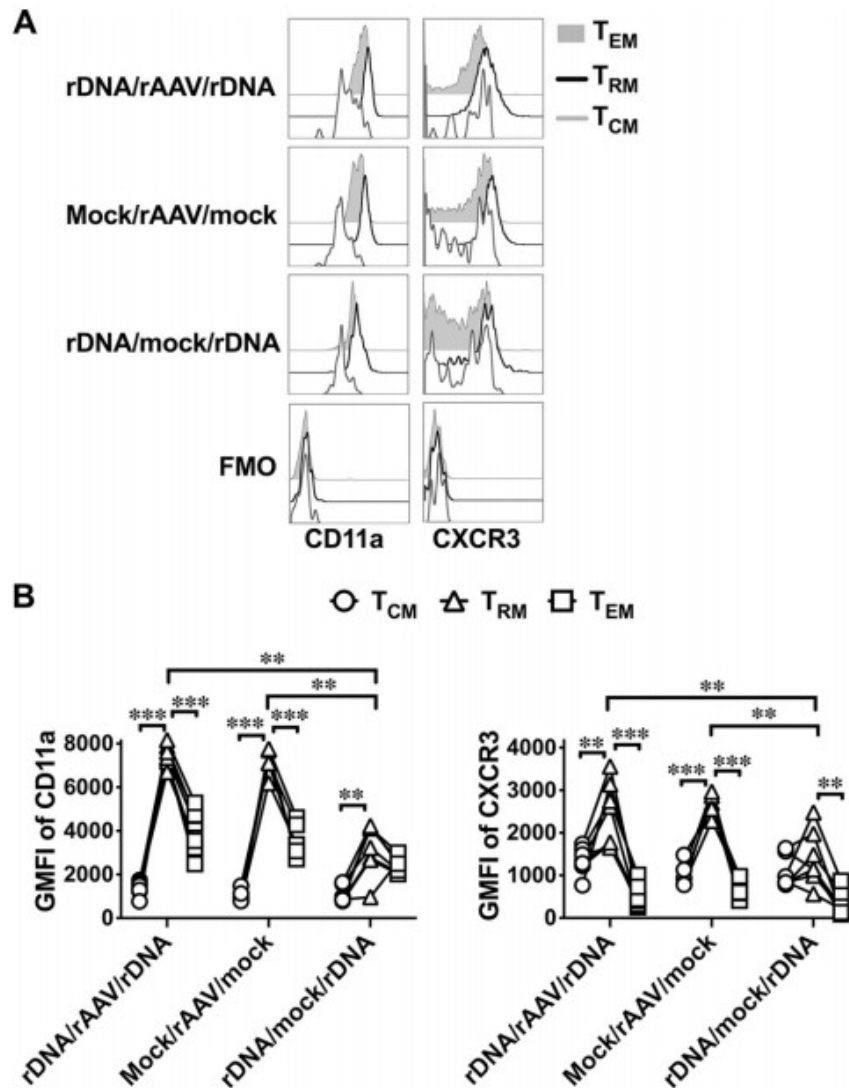 A
rDNA/rAAV/rDNA
Mock/rAAV/mock
rDNA/mock/rDNA
FMO
CD11a CXCR3
TEM
TRM
TCM
B
TCM TRM TEM
** **
** **
*** *** *** *** ** ** *** *** *** **
GMFI of CD11a
8000
6000
4000
2000
0
rDNA/rAAV/rDNA
Mock/rAAV/mock
rDNA/mock/rDNA
GMFI of CXCR3
4000
3000
2000
1000
0
rDNA/rAAV/rDNA
Mock/rAAV/mock
rDNA/mock/rDNA